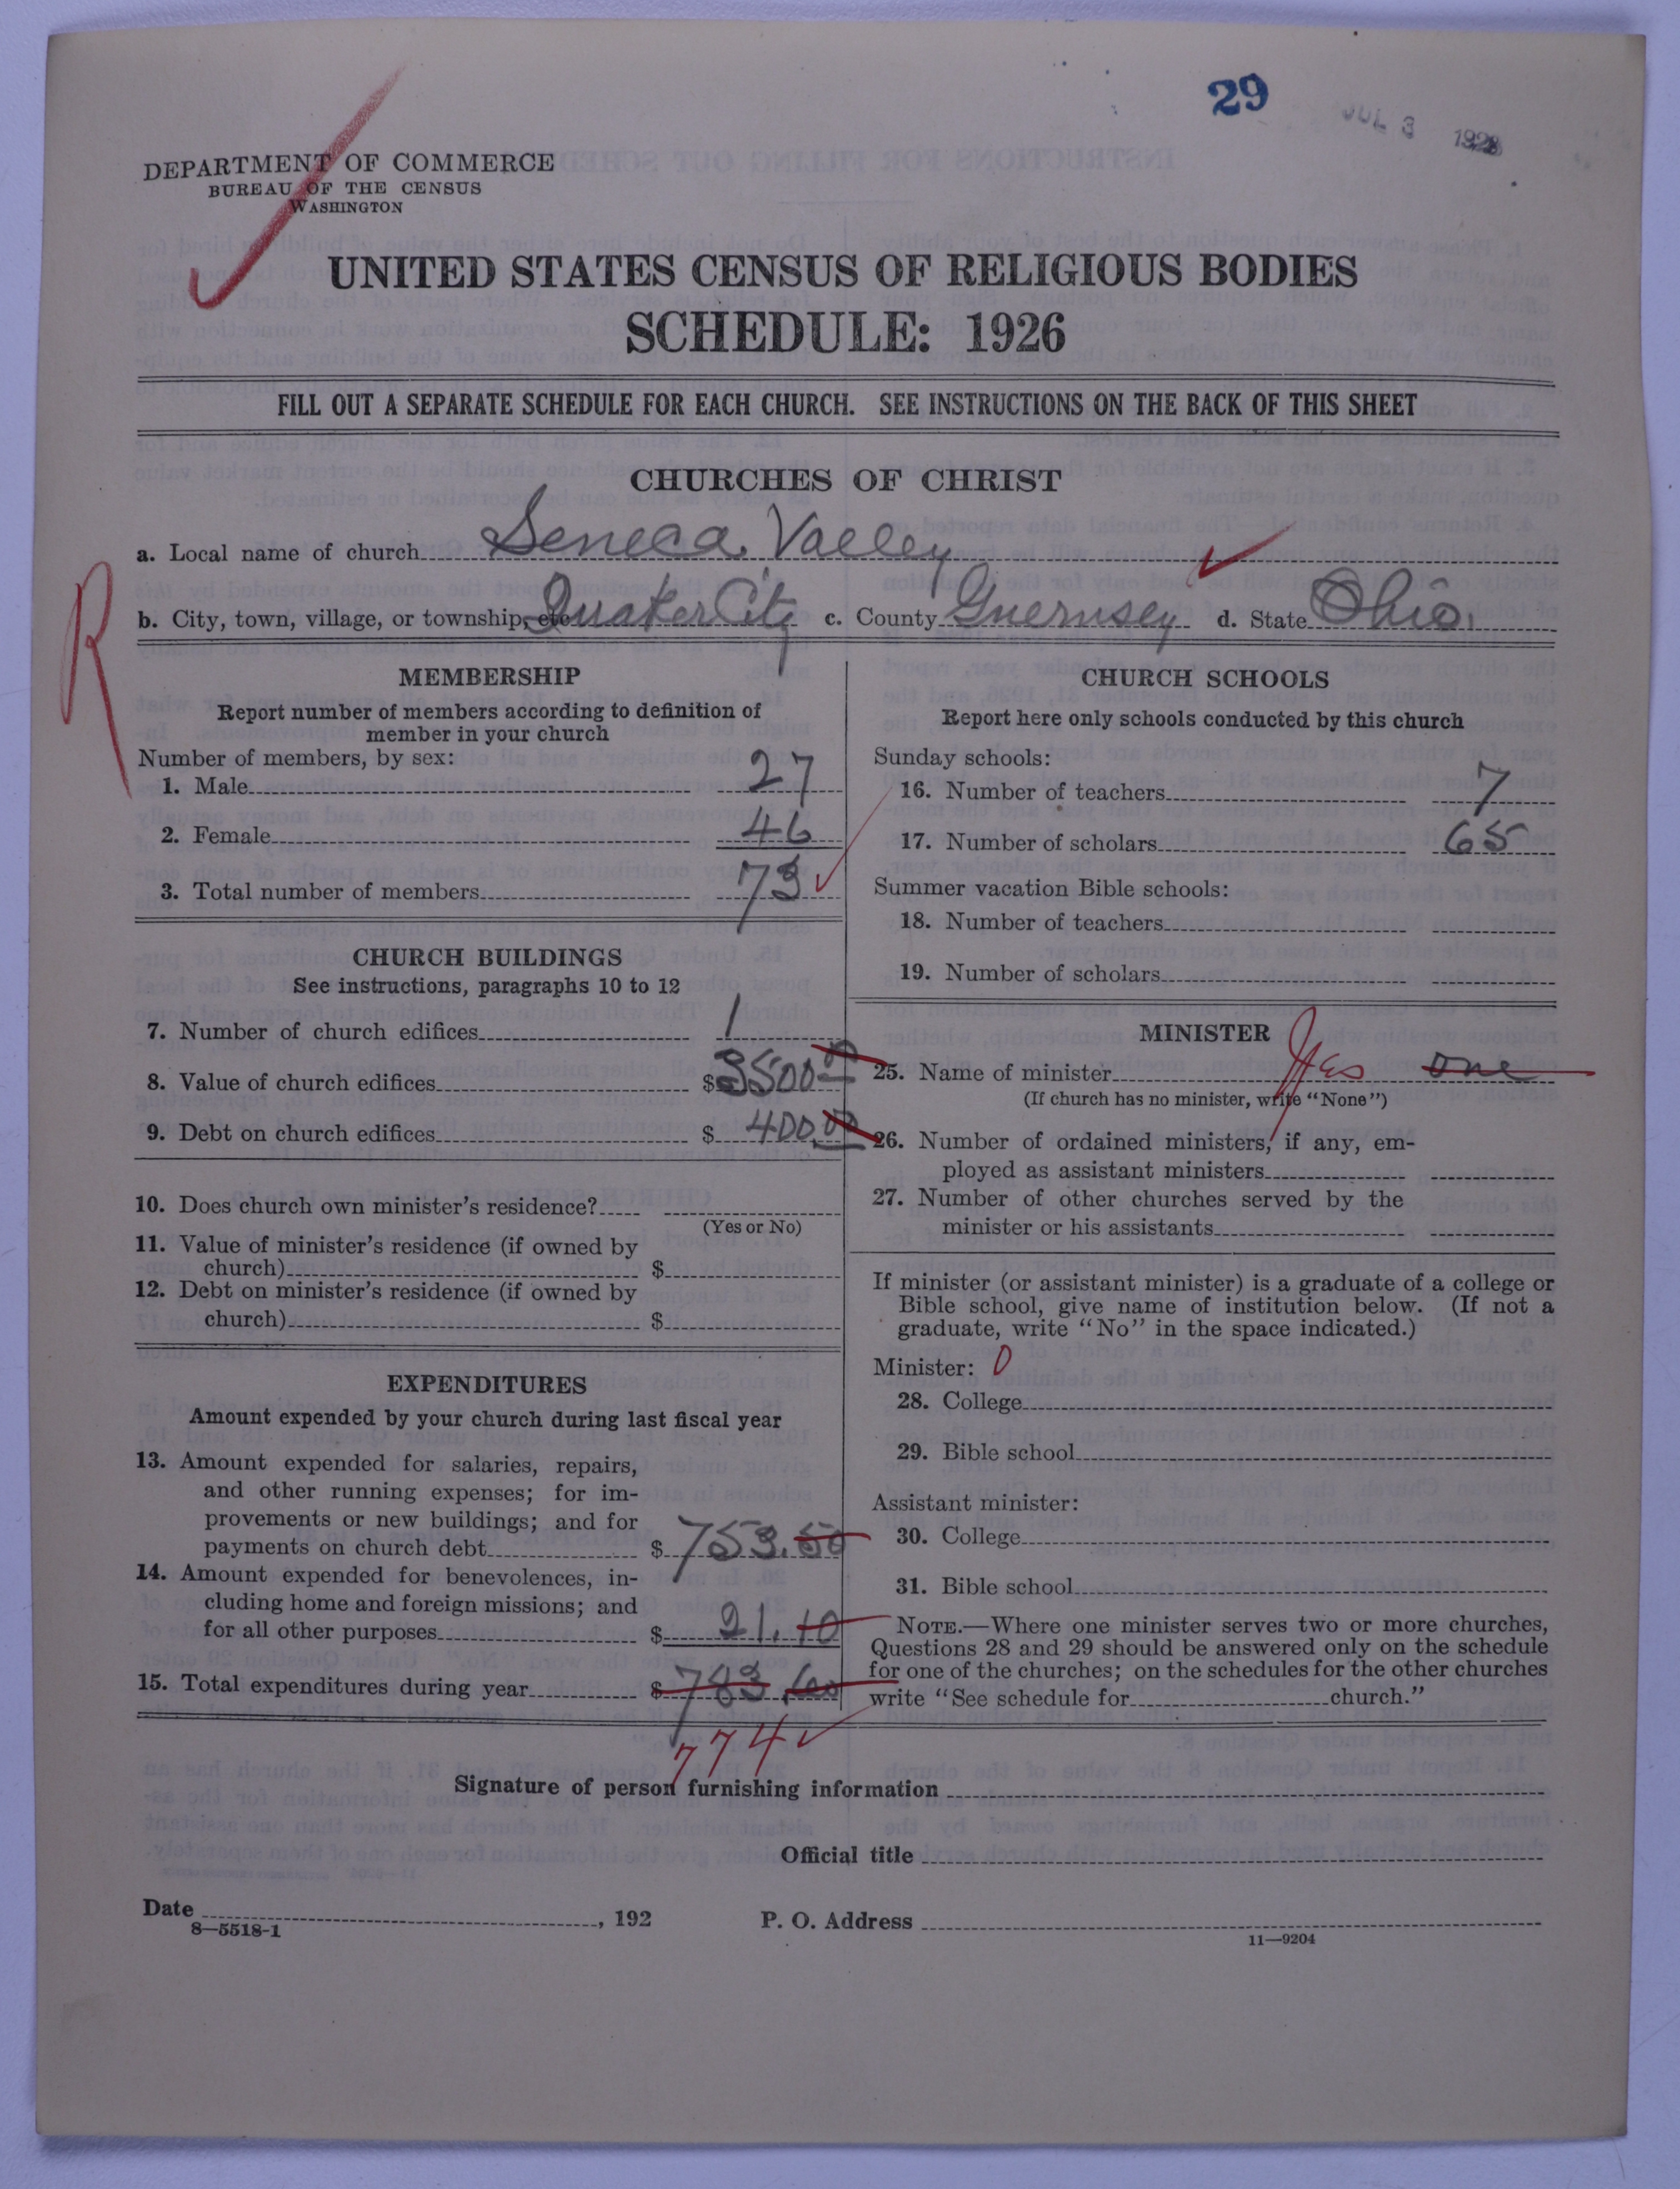 29
JUL 3 1928
DEPARTMENT OF COMMERCE
BUREAU OF THE CENSUS
WASHINGTON
UNITED STATES CENSUS OF RELIGIOUS BODIES
SCHEDULE: 1926
FILL OUT A SEPARATE SCHEDULE FOR EACH CHURCH. SEE INSTRUCTIONS ON THE BACK OF THIS SHEET
CHURCHES OF CHRIST
a. Local name of church Seneca Valley
R
b. City, town, village, or township, etc Quaker City c. County Guernsey d. State Ohio.
MEMBERSHIP
Report number of members according to definition of
member in your church
Number of members, by sex:
1. Male 27
2. Female 46
3. Total number of members 73
CHURCH BUILDINGS
See instructions, paragraphs 10 to 12
7. Number of church edifices 1
8. Value of church edifices $3500.00
9. Debt on church edifices $400.00
10. Does church own minister's residence?
(Yes or No)
11. Value of minister's residence (if owned by
church) $
12. Debt on minister's residence (if owned by
church) $
EXPENDITURES
Amount expended by your church during last fiscal year
13. Amount expended for salaries, repairs,
and other running expenses; for im-
provements or new buildings; and for
payments on church debt $753.50
14. Amount expended for benevolences, in-
cluding home and foreign missions; and
for all other purposes $21.10
15. Total expenditures during year $783.60
774
CHURCH SCHOOLS
Report here only schools conducted by this church
Sunday schools:
16. Number of teachers 7
17. Number of scholars 65
Summer vacation Bible schools:
18. Number of teachers
19. Number of scholars
MINISTER
25. Name of minister Yes one
(If church has no minister, write "None")
26. Number of ordained ministers, if any, em-
ployed as assistant ministers
27. Number of other churches served by the
minister or his assistants
If minister (or assistant minister) is a graduate of a college or
Bible school, give name of institution below. (If not a
graduate, write "No" in the space indicated.)
Minister: 0
28. College
29. Bible school
Assistant minister:
30. College
31. Bible school
NOTE.—Where one minister serves two or more churches,
Questions 28 and 29 should be answered only on the schedule
for one of the churches; on the schedules for the other churches
write "See schedule for church."
Signature of person furnishing information
Official title
Date , 192 P. O. Address
8—5518-1
11—9204